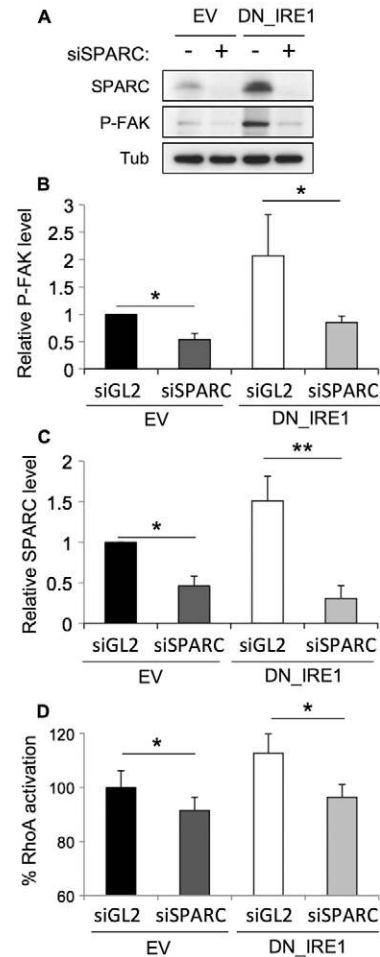 A
EV DN_IRE1
siSPARC: - + - +
SPARC
P-FAK
Tub
B
Relative P-FAK level
3
2.5
2
1.5
1
0.5
0
* *
siGL2 siSPARC siGL2 siSPARC
EV DN_IRE1
C
Relative SPARC level
2
1.5
1
0.5
0
* **
siGL2 siSPARC siGL2 siSPARC
EV DN_IRE1
D
% RhoA activation
120
100
80
60
* *
siGL2 siSPARC siGL2 siSPARC
EV DN_IRE1